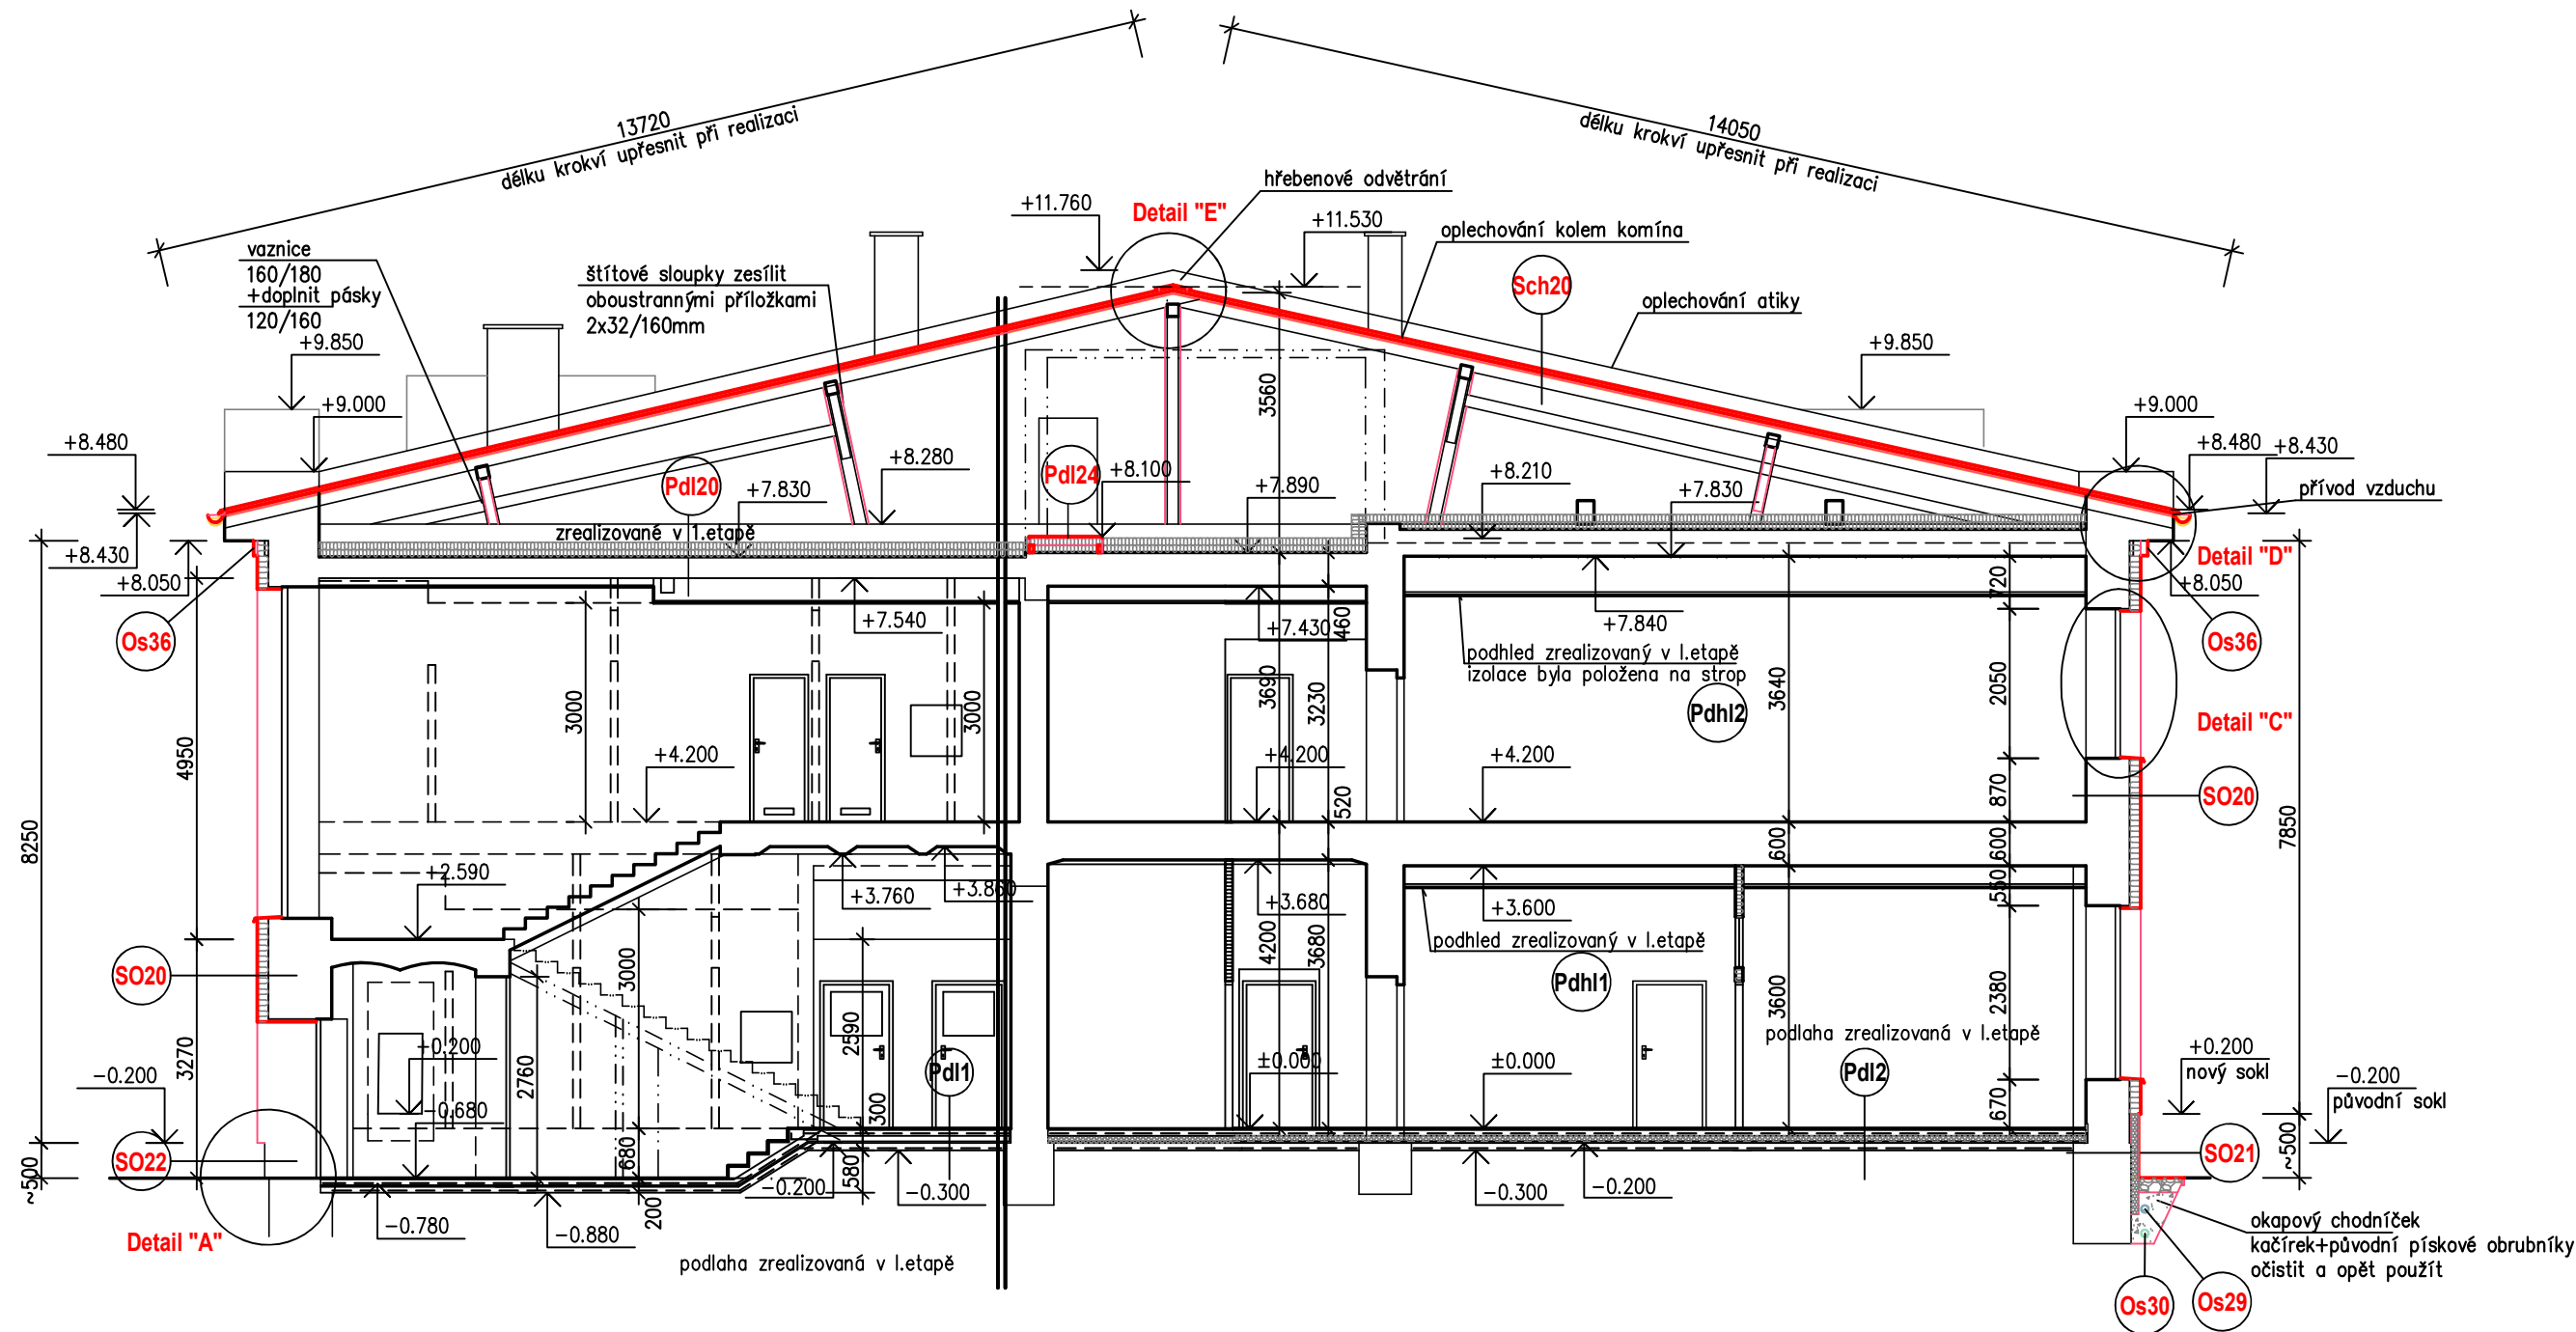 13720
délku krokví upřesnit při realizaci
14050
délku krokví upřesnit při realizaci
hřebenové odvětrání
+11.760
Detail "E"
+11.530
oplechování kolem komína
vaznice
160/180
+doplnit pásky
120/160
štítové sloupky zesílit
oboustrannými příložkami
2x32/160mm
Sch20
oplechování atiky
+9.850
+9.850
+9.000
+9.000
3560
+8.480
+8.480
+8.430
přívod vzduchu
+8.280
Pdl20
+7.830
Pdl24
+8.100
+7.890
+8.210
+7.830
zrealizované v 1.etapě
+8.430
+8.050
Detail "D"
+8.050
720
Os36
+7.540
+7.430
460
+7.840
Os36
podhled zrealizovaný v I.etapě
izolace byla položena na strop
3000
3000
3690
3230
3640
2050
Pdhl2
Detail "C"
4950
+4.200
+4.200
+4.200
520
870
SO20
8250
600
600
7850
+2.590
+3.760
+3.860
+3.680
+3.600
550
podhled zrealizovaný v I.etapě
SO20
3000
4200
3680
Pdhl1
3600
2380
2590
podlaha zrealizovaná v I.etapě
3270
+0.200
2760
Pdl1
±0.000
±0.000
Pdl2
+0.200
nový sokl
-0.200
-0.200
původní sokl
-0.680
300
670
SO22
680
580
SO21
~500
~500
-0.200
-0.300
-0.300
-0.200
200
-0.780
-0.880
Detail "A"
podlaha zrealizovaná v I.etapě
okapový chodníček
kačírek+původní pískové obrubníky
očistit a opět použít
Os30
Os29